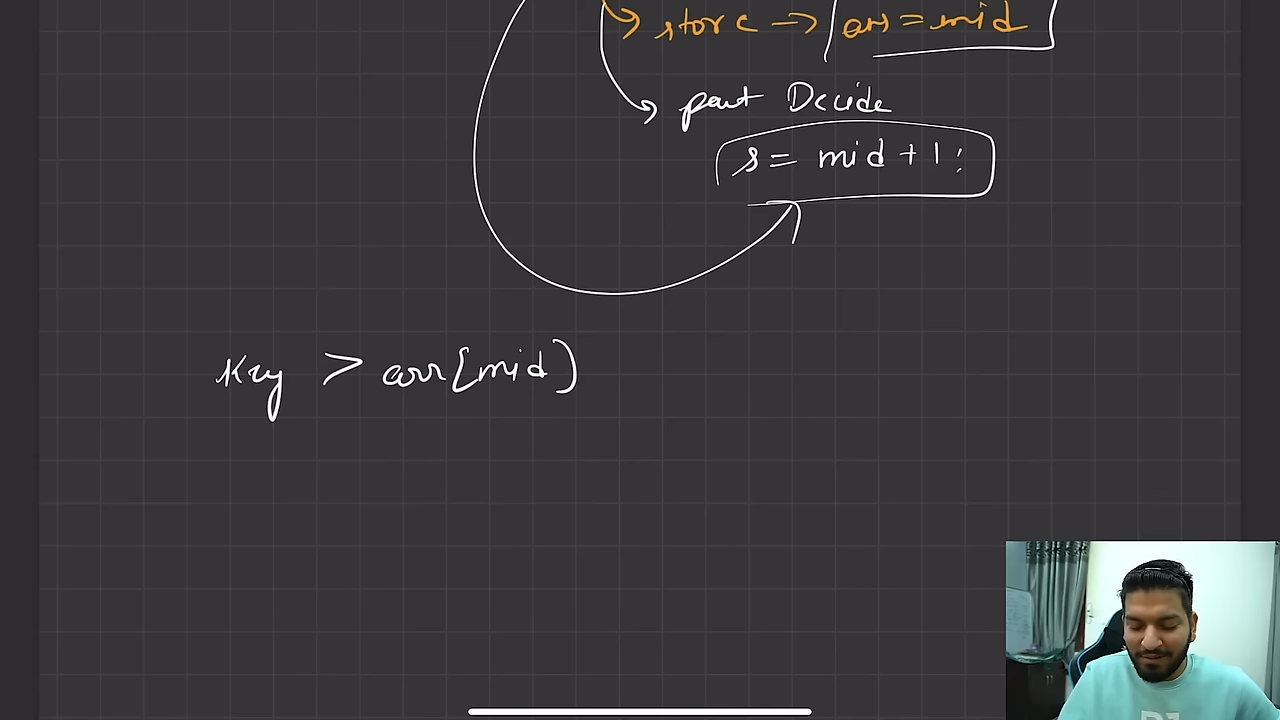 store → ans = mid
part Decide
s = mid + 1;
Key > arr[mid)